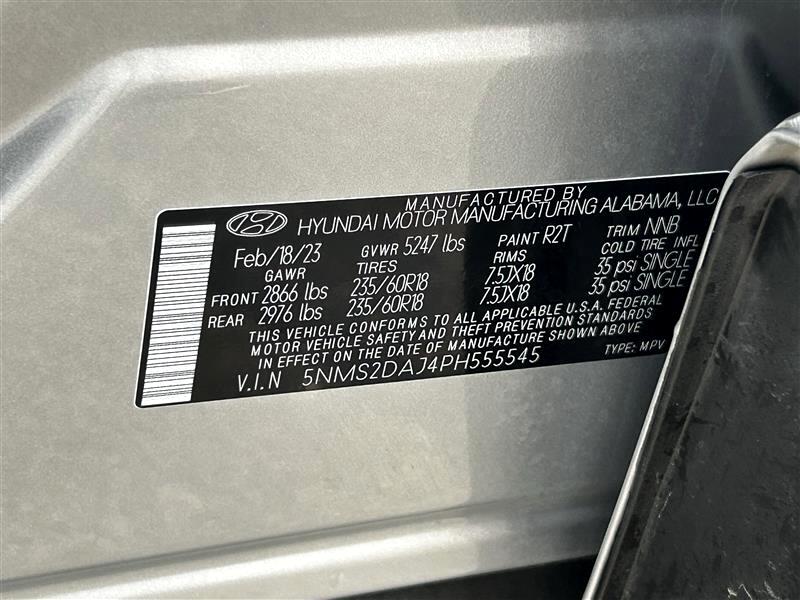 MANUFACTURED BY
HYUNDAI MOTOR MANUFACTURING ALABAMA, LLC
Feb/18/23 GVWR 5247 lbs PAINT R2T TRIM NNB
GAWR TIRES RIMS COLD TIRE INFL
FRONT 2866 lbs 235/60R18 7.5JX18 35 psi SINGLE
REAR 2976 lbs 235/60R18 7.5JX18 35 psi SINGLE
THIS VEHICLE CONFORMS TO ALL APPLICABLE U.S.A. FEDERAL
MOTOR VEHICLE SAFETY AND THEFT PREVENTION STANDARDS
IN EFFECT ON THE DATE OF MANUFACTURE SHOWN ABOVE
V.I.N 5NMS2DAJ4PH555545 TYPE: MPV